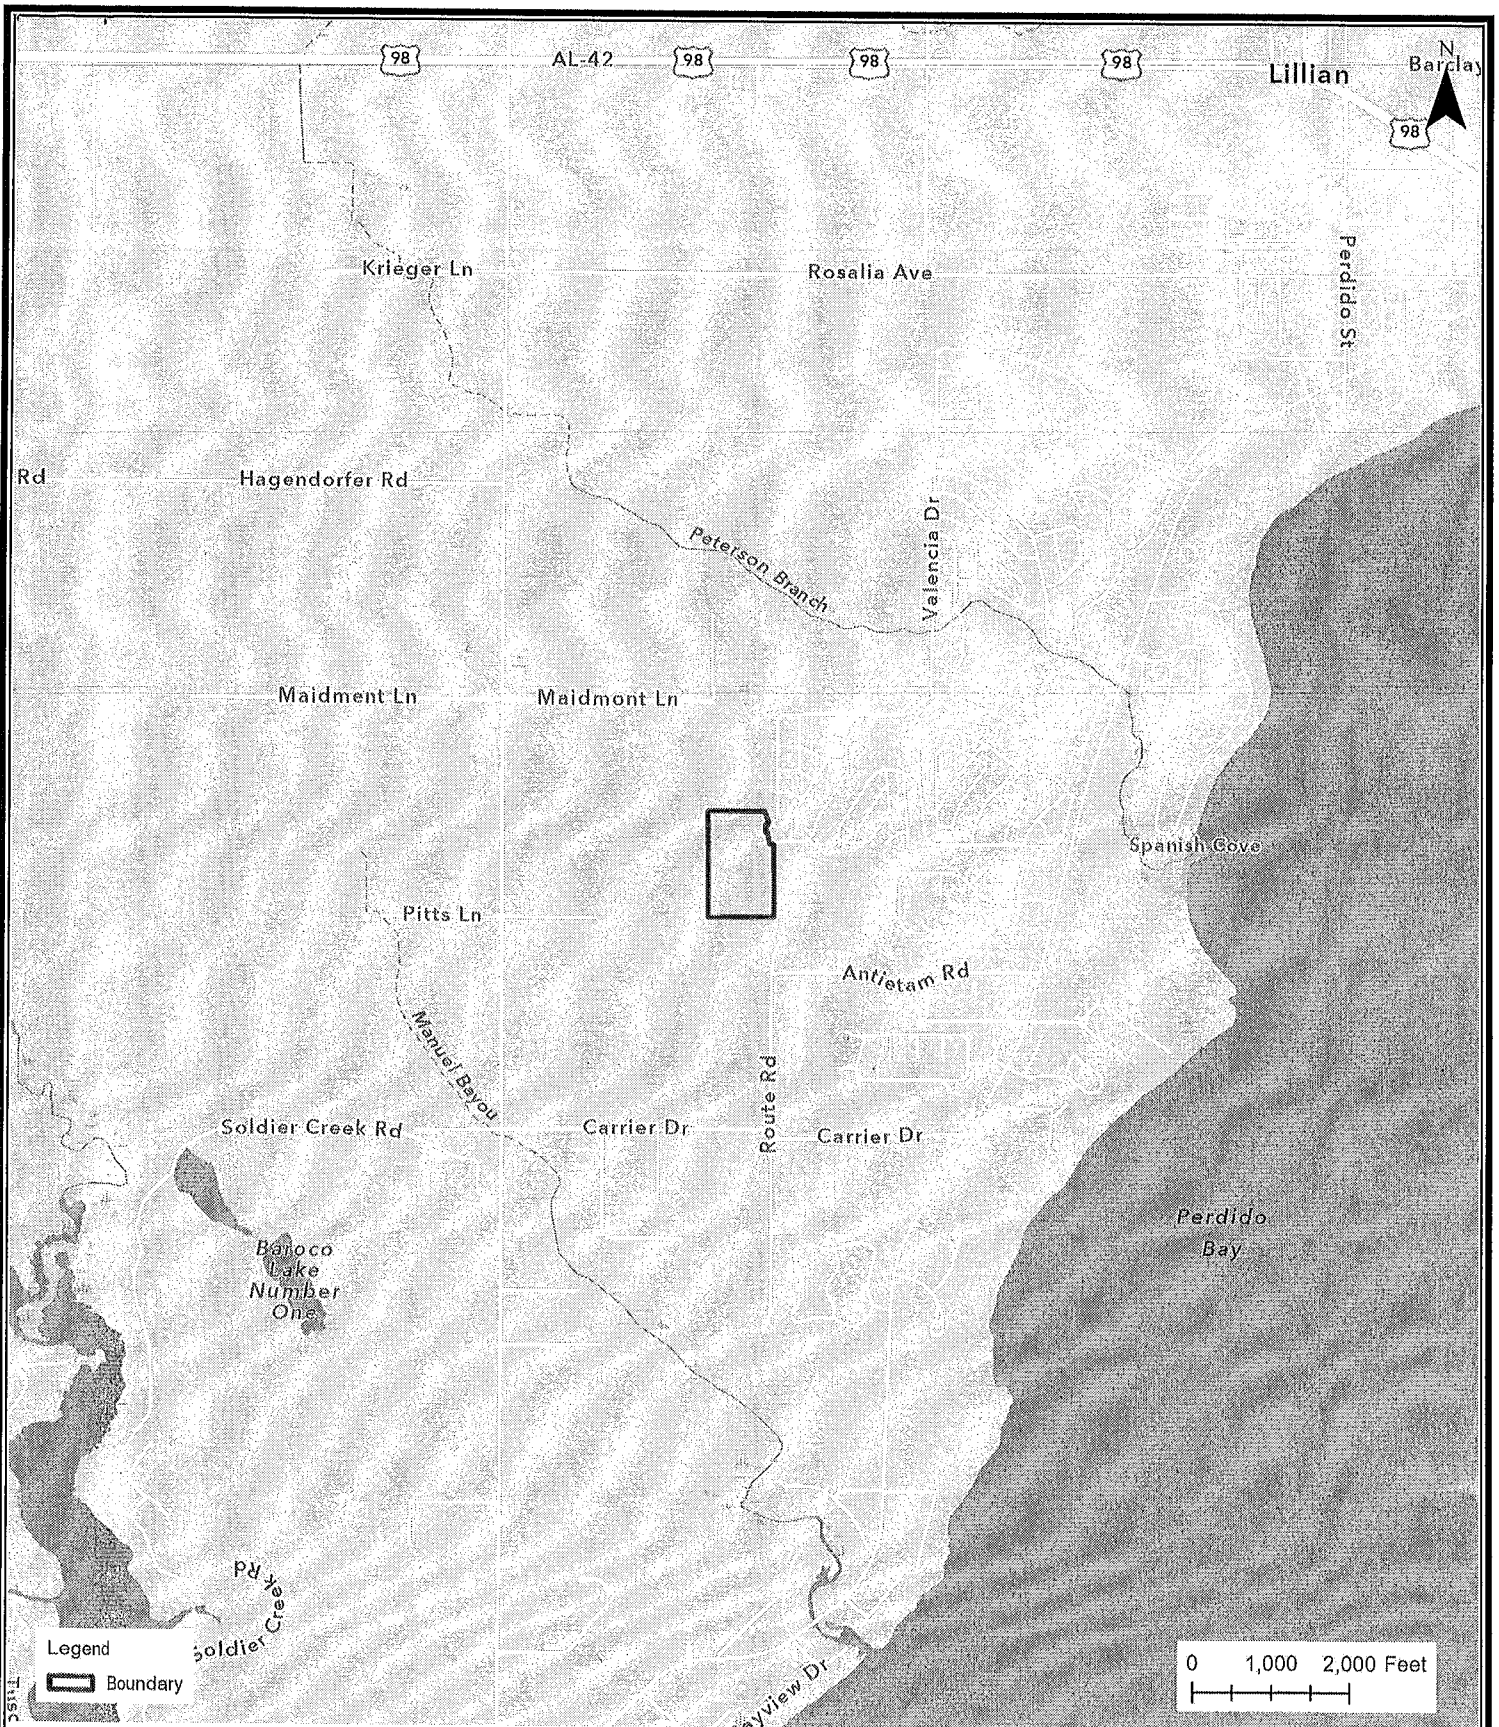 98
AL-42
98
98
98
Lillian
N
Barclay
98
Krieger Ln
Rosalia Ave
Perdido St
Rd
Hagendorfer Rd
Peterson Branch
Valencia Dr
Maidment Ln
Maidmont Ln
Spanish Cove
Pitts Ln
Antietam Rd
Manuel Bayou
Route Rd
Soldier Creek Rd
Carrier Dr
Carrier Dr
Perdido
Bay
Baroco
Lake
Number
One
Soldier Creek Rd
Legend
Boundary
0 1,000 2,000 Feet
ayview Dr